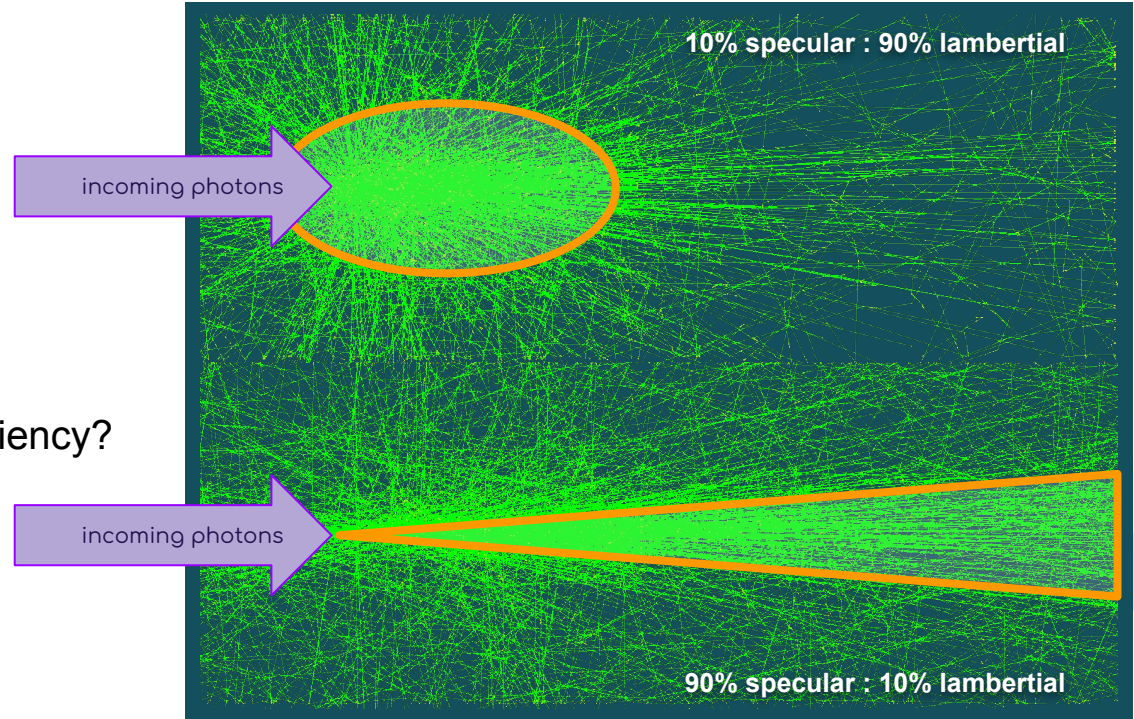 10% specular : 90% lambertial
incoming photons
iency?
incoming photons
90% specular : 10% lambertial